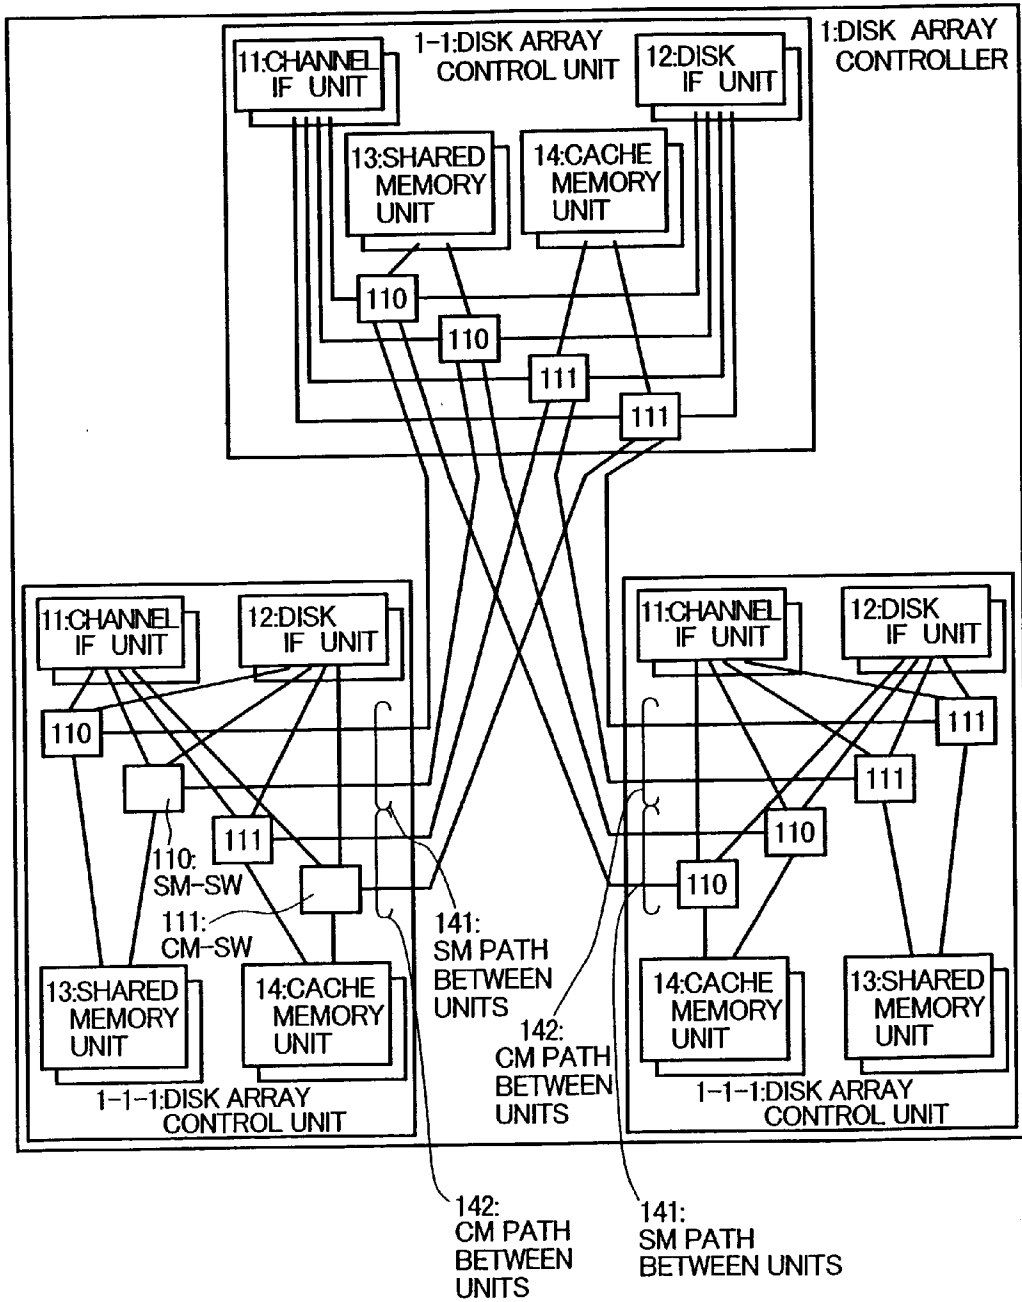 1:DISK ARRAY
CONTROLLER
1-1:DISK ARRAY
CONTROL UNIT
11:CHANNEL
IF UNIT
12:DISK
IF UNIT
13:SHARED
MEMORY
UNIT
14:CACHE
MEMORY
UNIT
110
110
111
111
11:CHANNEL
IF UNIT
12:DISK
IF UNIT
110
111
110:
SM-SW
111:
CM-SW
13:SHARED
MEMORY
UNIT
14:CACHE
MEMORY
UNIT
1-1-1:DISK ARRAY
CONTROL UNIT
141:
SM PATH
BETWEEN
UNITS
142:
CM PATH
BETWEEN
UNITS
11:CHANNEL
IF UNIT
12:DISK
IF UNIT
111
111
110
110
14:CACHE
MEMORY
UNIT
13:SHARED
MEMORY
UNIT
1-1-1:DISK ARRAY
CONTROL UNIT
142:
CM PATH
BETWEEN
UNITS
141:
SM PATH
BETWEEN UNITS